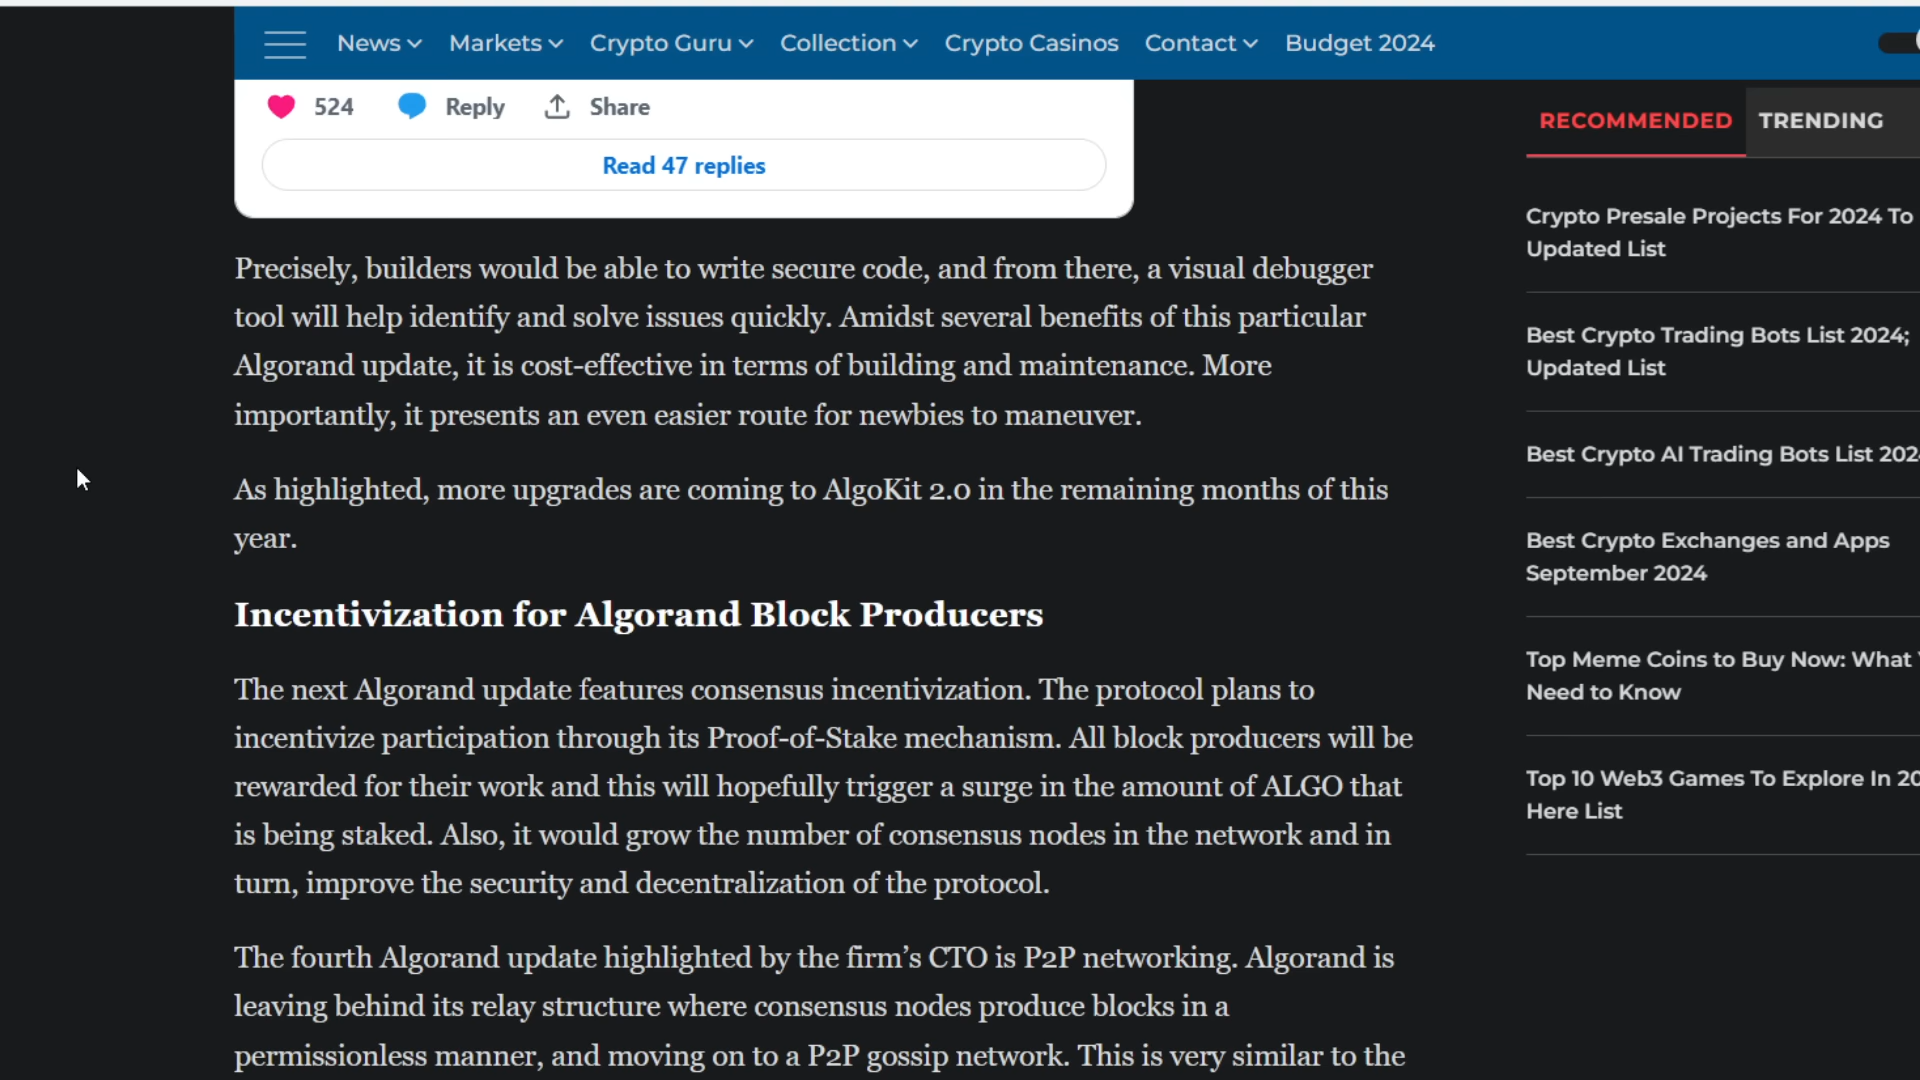 News
Markets
Crypto Guru
Collection
Crypto Casinos
Contact
Budget 2024
524
Reply
Share
Read 47 replies
Precisely, builders would be able to write secure code, and from there, a visual debugger
tool will help identify and solve issues quickly. Amidst several benefits of this particular
Algorand update, it is cost-effective in terms of building and maintenance. More
importantly, it presents an even easier route for newbies to maneuver.
As highlighted, more upgrades are coming to AlgoKit 2.0 in the remaining months of this
year.
Incentivization for Algorand Block Producers
The next Algorand update features consensus incentivization. The protocol plans to
incentivize participation through its Proof-of-Stake mechanism. All block producers will be
rewarded for their work and this will hopefully trigger a surge in the amount of ALGO that
is being staked. Also, it would grow the number of consensus nodes in the network and in
turn, improve the security and decentralization of the protocol.
The fourth Algorand update highlighted by the firm's CTO is P2P networking. Algorand is
leaving behind its relay structure where consensus nodes produce blocks in a
permissionless manner, and moving on to a P2P gossip network. This is very similar to the
RECOMMENDED
TRENDING
Crypto Presale Projects For 2024 To
Updated List
Best Crypto Trading Bots List 2024;
Updated List
Best Crypto AI Trading Bots List 202
Best Crypto Exchanges and Apps
September 2024
Top Meme Coins to Buy Now: What
Need to Know
Top 10 Web3 Games To Explore In 20
Here List